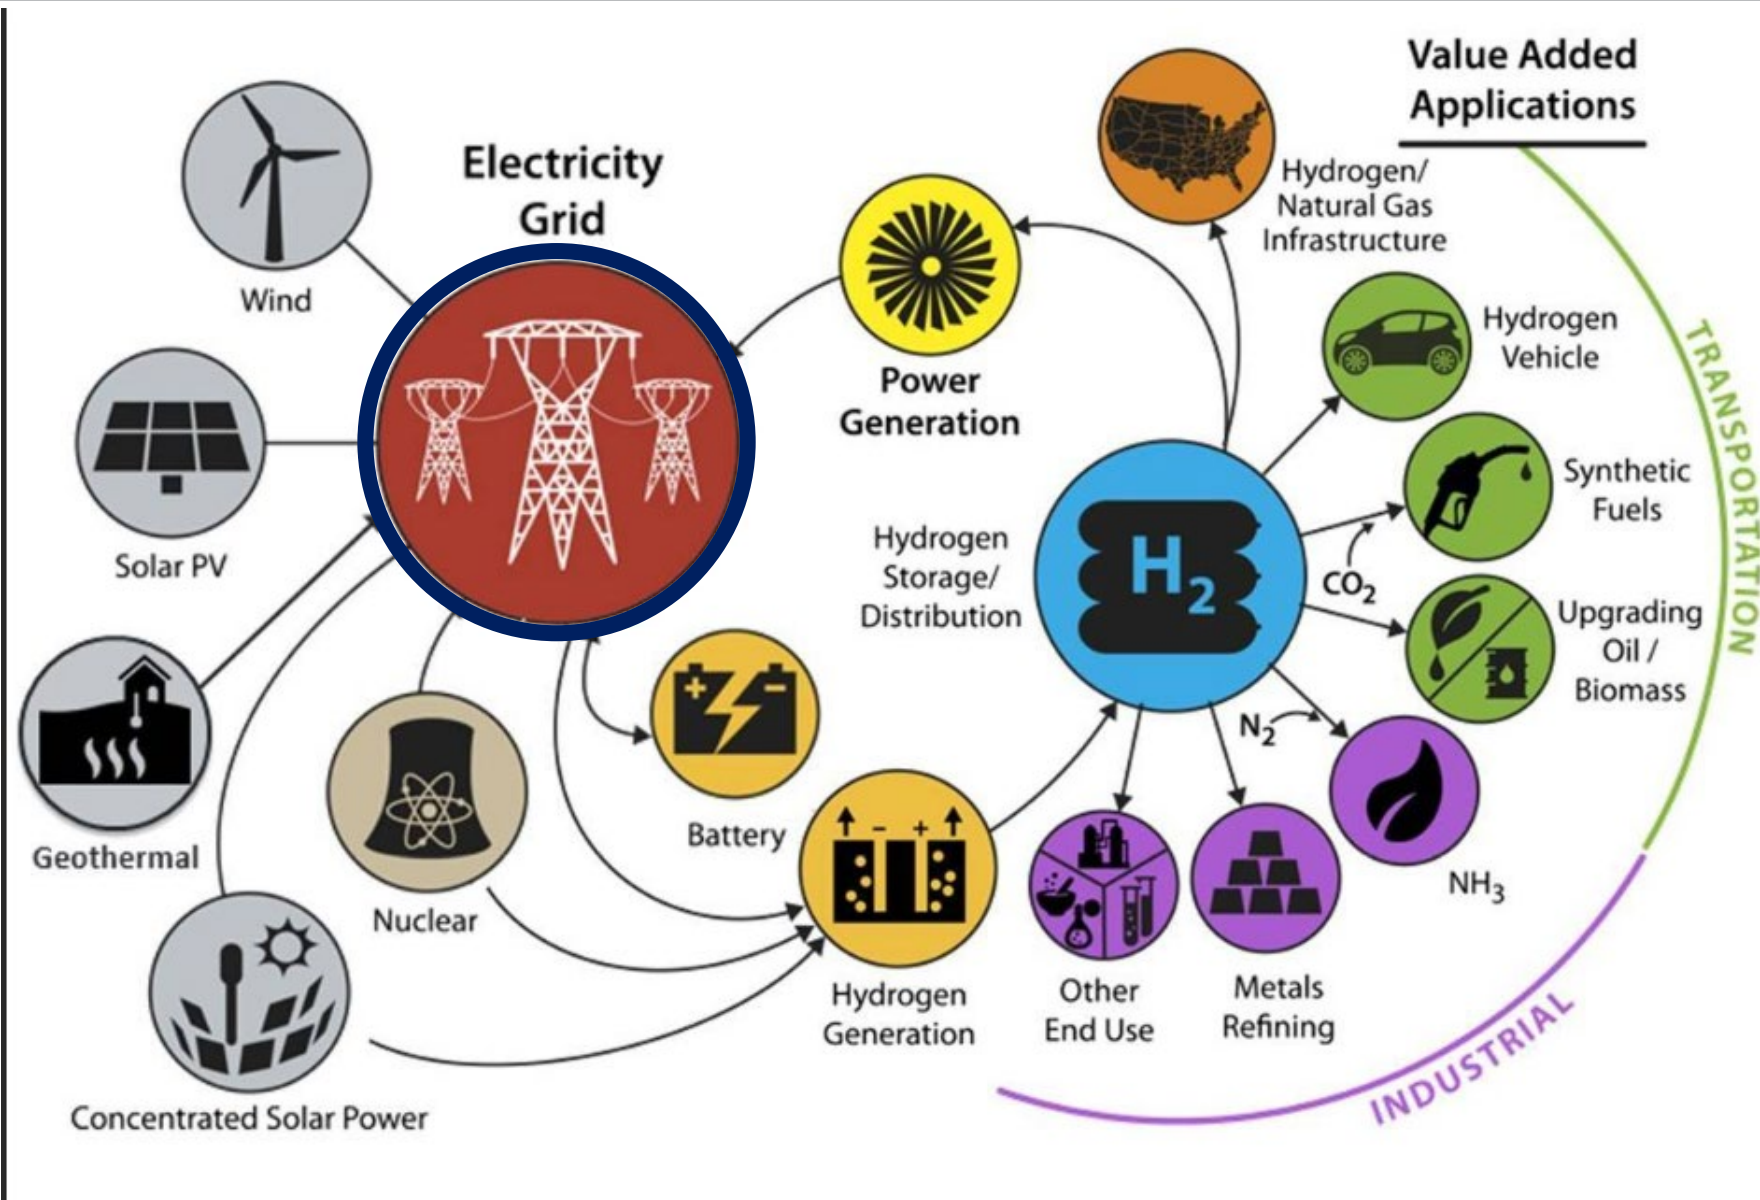 Value Added
Applications
Electricity
Grid
Wind
Solar PV
Geothermal
Concentrated Solar Power
Nuclear
+ -
Battery
Power
Generation
- +
Hydrogen
Generation
Hydrogen
Storage/
Distribution
H₂
Hydrogen/
Natural Gas
Infrastructure
Hydrogen
Vehicle
Synthetic
Fuels
CO₂
Upgrading
Oil /
Biomass
N₂
NH₃
Metals
Refining
Other
End Use
TRANSPORTATION
INDUSTRIAL